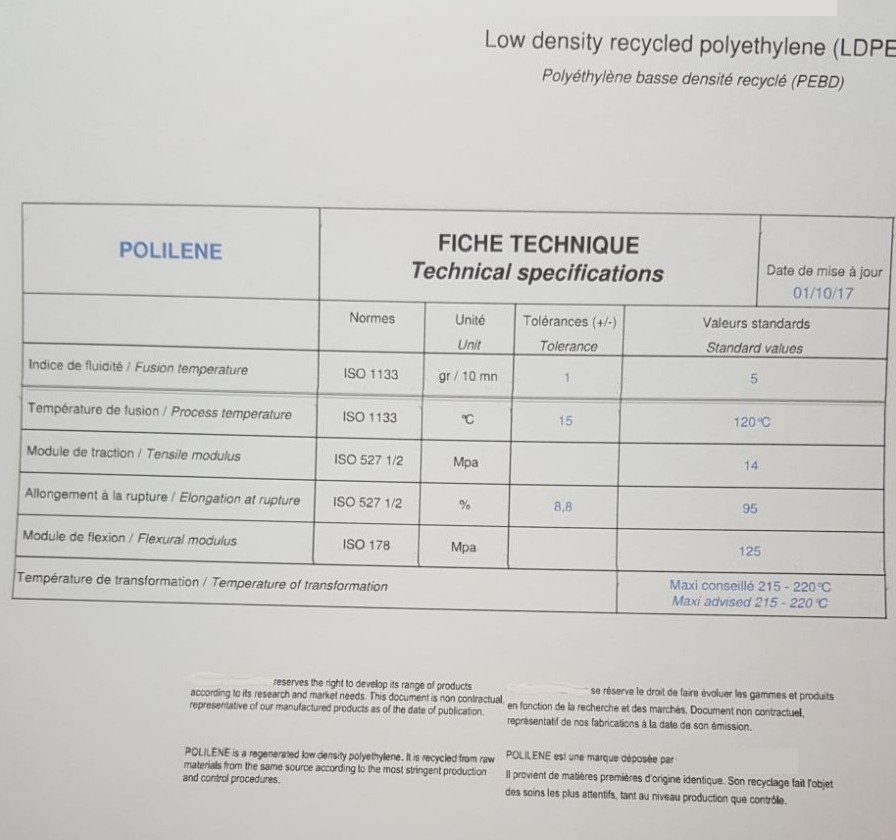 Low density recycled polyethylene (LDPE
Polyéthylène basse densité recyclé (PEBD)
POLILENE
FICHE TECHNIQUE
Technical specifications
Date de mise à jour
01/10/17
Normes
Unité
Unit
Tolérances (+/-)
Tolerance
Valeurs standards
Standard values
Indice de fluidité / Fusion temperature
ISO 1133
gr / 10 mn
1
5
Température de fusion / Process temperature
ISO 1133
°C
15
120°C
Module de traction / Tensile modulus
ISO 527 1/2
Mpa
14
Allongement à la rupture / Elongation at rupture
ISO 527 1/2
%
8,8
95
Module de flexion / Flexural modulus
ISO 178
Mpa
125
Température de transformation / Temperature of transformation
Maxi conseillé 215 - 220°C
Maxi advised 215 - 220°C
reserves the right to develop its range of products
according to its research and market needs. This document is non contractual,
representative of our manufactured products as of the date of publication.
se réserve le droit de faire évoluer les gammes et produits
en fonction de la recherche et des marchés. Document non contractuel,
représentatif de nos fabrications à la date de son émission.
POLILENE is a regenerated low density polyethylene. It is recycled from raw
materials from the same source according to the most stringent production
and control procedures.
POLILENE est une marque déposée par
Il provient de matières premières d'origine identique. Son recyclage fait l'objet
des soins les plus attentifs, tant au niveau production que contrôle.